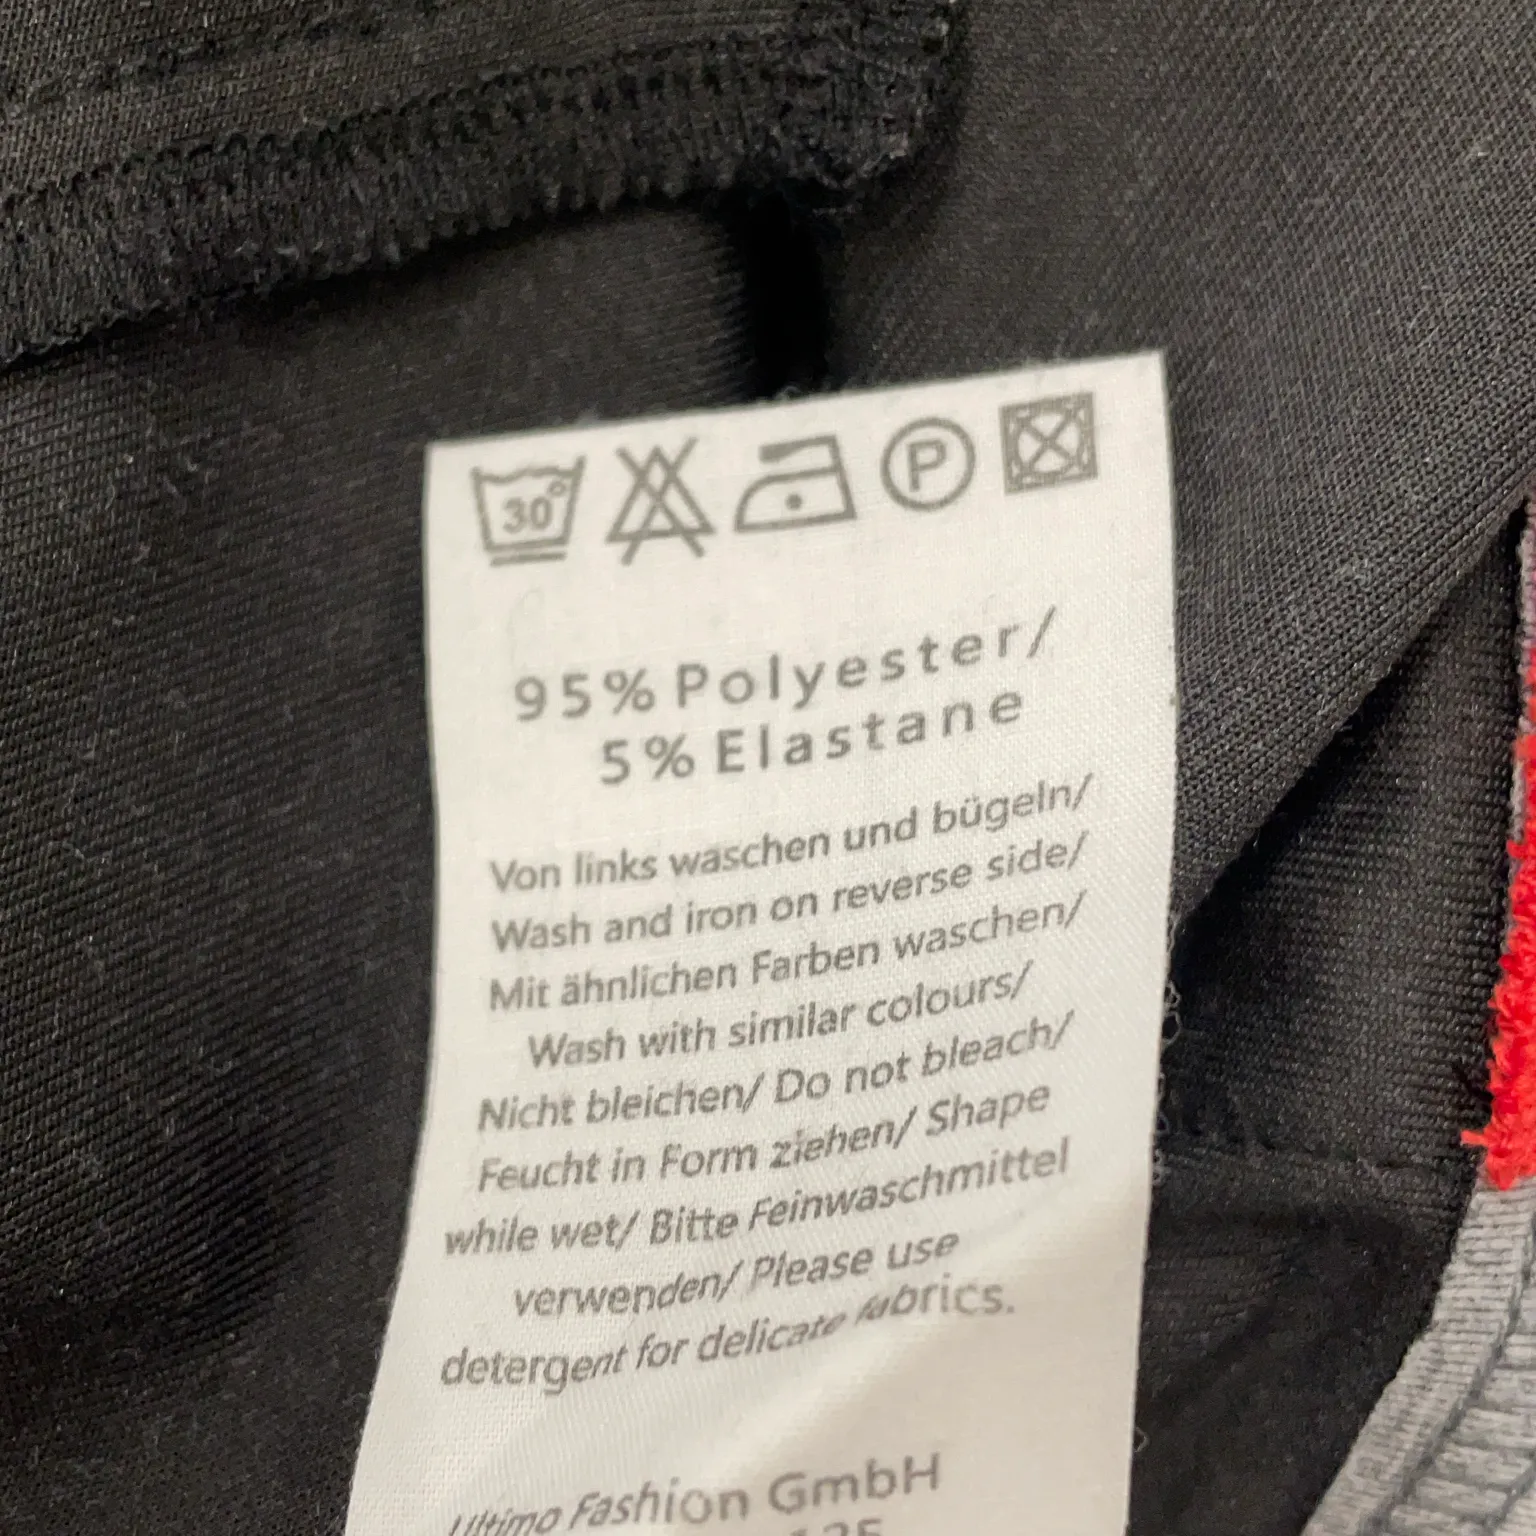 30°
P
95% Polyester/
5% Elastane
Von links waschen und bügeln/
Wash and iron on reverse side/
Mit ähnlichen Farben waschen/
Wash with similar colours/
Nicht bleichen/ Do not bleach/
Feucht in Form ziehen/ Shape
while wet/ Bitte Feinwaschmittel
verwenden/ Please use
detergent for delicate fabrics.
Ultimo Fashion GmbH